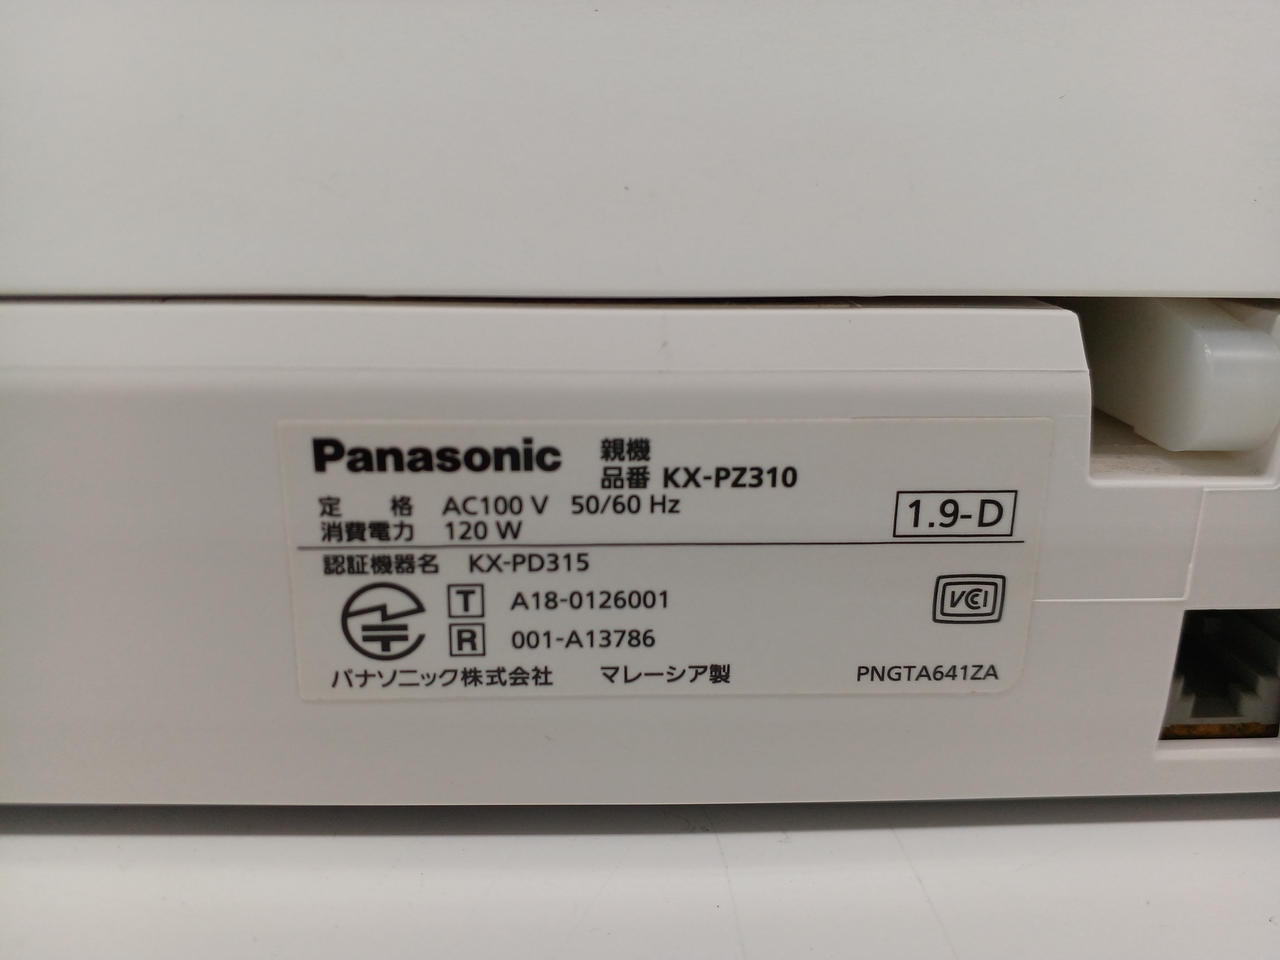 Panasonic 親機
品番 KX-PZ310
定 格 AC100 V 50/60 Hz
消費電力 120 W
1.9-D
認証機器名 KX-PD315
T A18-0126001
R 001-A13786
VCCI
パナソニック株式会社 マレーシア製 PNGTA641ZA